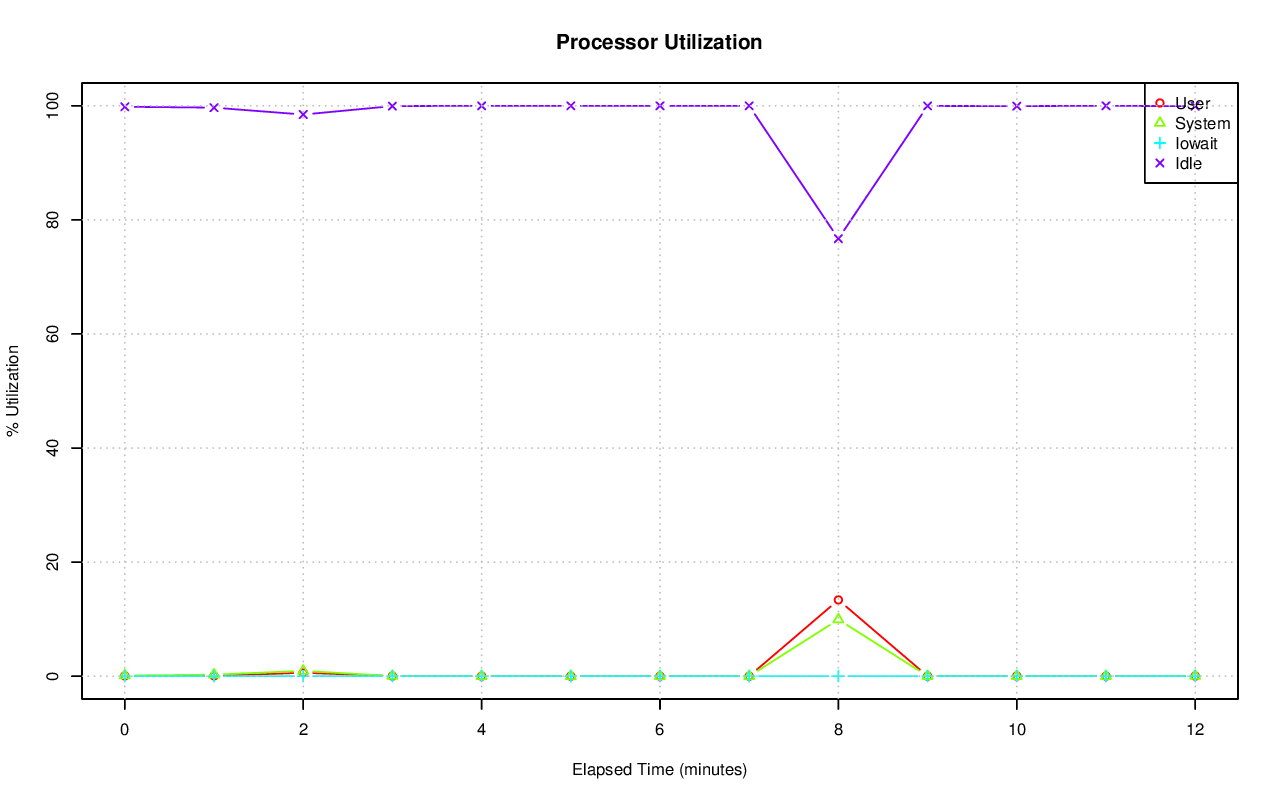 Processor Utilization
% Utilization
100
80
60
40
20
0
User
System
Iowait
Idle
0 2 4 6 8 10 12
Elapsed Time (minutes)